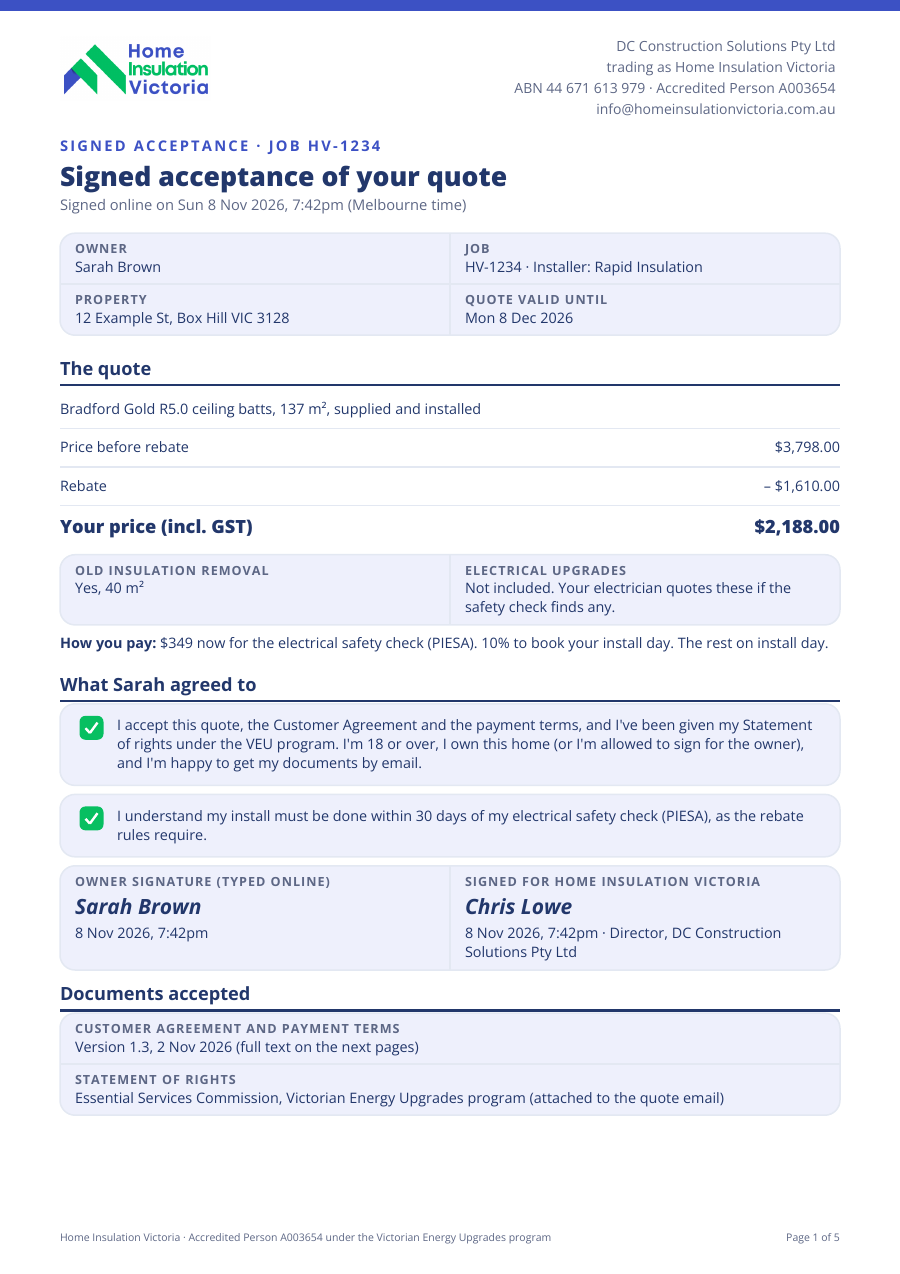 Home
Insulation
Victoria
DC Construction Solutions Pty Ltd
trading as Home Insulation Victoria
ABN 44 671 613 979 · Accredited Person A003654
info@homeinsulationvictoria.com.au
SIGNED ACCEPTANCE · JOB HV-1234
Signed acceptance of your quote
Signed online on Sun 8 Nov 2026, 7:42pm (Melbourne time)
OWNER
Sarah Brown
JOB
HV-1234 · Installer: Rapid Insulation
PROPERTY
12 Example St, Box Hill VIC 3128
QUOTE VALID UNTIL
Mon 8 Dec 2026
The quote
Bradford Gold R5.0 ceiling batts, 137 m², supplied and installed
Price before rebate $3,798.00
Rebate – $1,610.00
Your price (incl. GST) $2,188.00
OLD INSULATION REMOVAL
Yes, 40 m²
ELECTRICAL UPGRADES
Not included. Your electrician quotes these if the
safety check finds any.
How you pay: $349 now for the electrical safety check (PIESA). 10% to book your install day. The rest on install day.
What Sarah agreed to
I accept this quote, the Customer Agreement and the payment terms, and I've been given my Statement
of rights under the VEU program. I'm 18 or over, I own this home (or I'm allowed to sign for the owner),
and I'm happy to get my documents by email.
I understand my install must be done within 30 days of my electrical safety check (PIESA), as the rebate
rules require.
OWNER SIGNATURE (TYPED ONLINE)
Sarah Brown
8 Nov 2026, 7:42pm
SIGNED FOR HOME INSULATION VICTORIA
Chris Lowe
8 Nov 2026, 7:42pm · Director, DC Construction
Solutions Pty Ltd
Documents accepted
CUSTOMER AGREEMENT AND PAYMENT TERMS
Version 1.3, 2 Nov 2026 (full text on the next pages)
STATEMENT OF RIGHTS
Essential Services Commission, Victorian Energy Upgrades program (attached to the quote email)
Home Insulation Victoria · Accredited Person A003654 under the Victorian Energy Upgrades program
Page 1 of 5